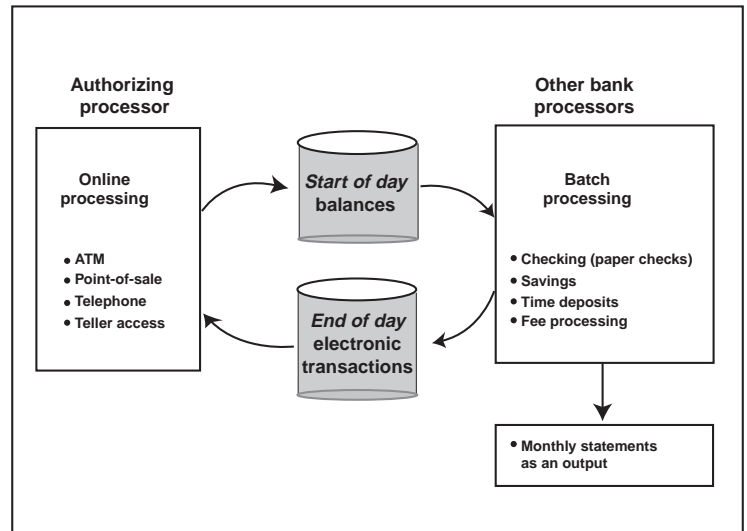 Authorizing
processor
Online
processing
• ATM
• Point-of-sale
• Telephone
• Teller access
Start of day
balances
End of day
electronic
transactions
Other bank
processors
Batch
processing
• Checking (paper checks)
• Savings
• Time deposits
• Fee processing
• Monthly statements
as an output